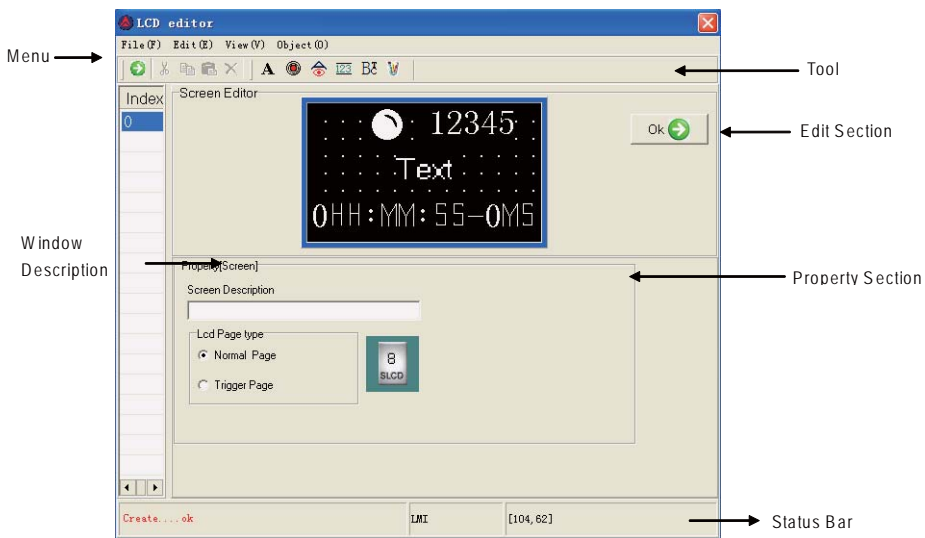 LCD editor
File(F) Edit(E) View(V) Object(O)
Menu
Tool
A 123
Index
Screen Editor
0
12345
Ok
Edit Section
Text
0HH:MM:SS-0MS
Window
Description
Property[Screen]
Property Section
Screen Description
Lcd Page type
Normal Page
8
SLCD
Trigger Page
Create....ok
LMI
[104,62]
Status Bar